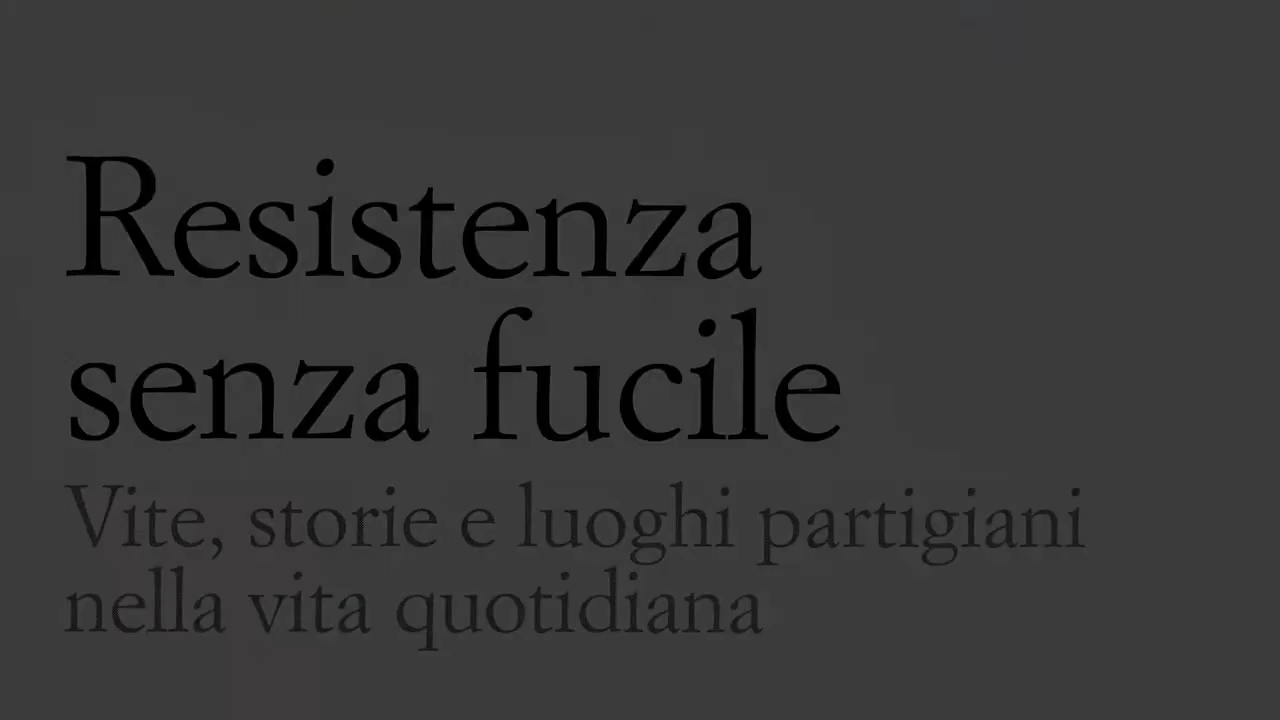 Resistenza
senza fucile
Vite, storie e luoghi partigiani
nella vita quotidiana